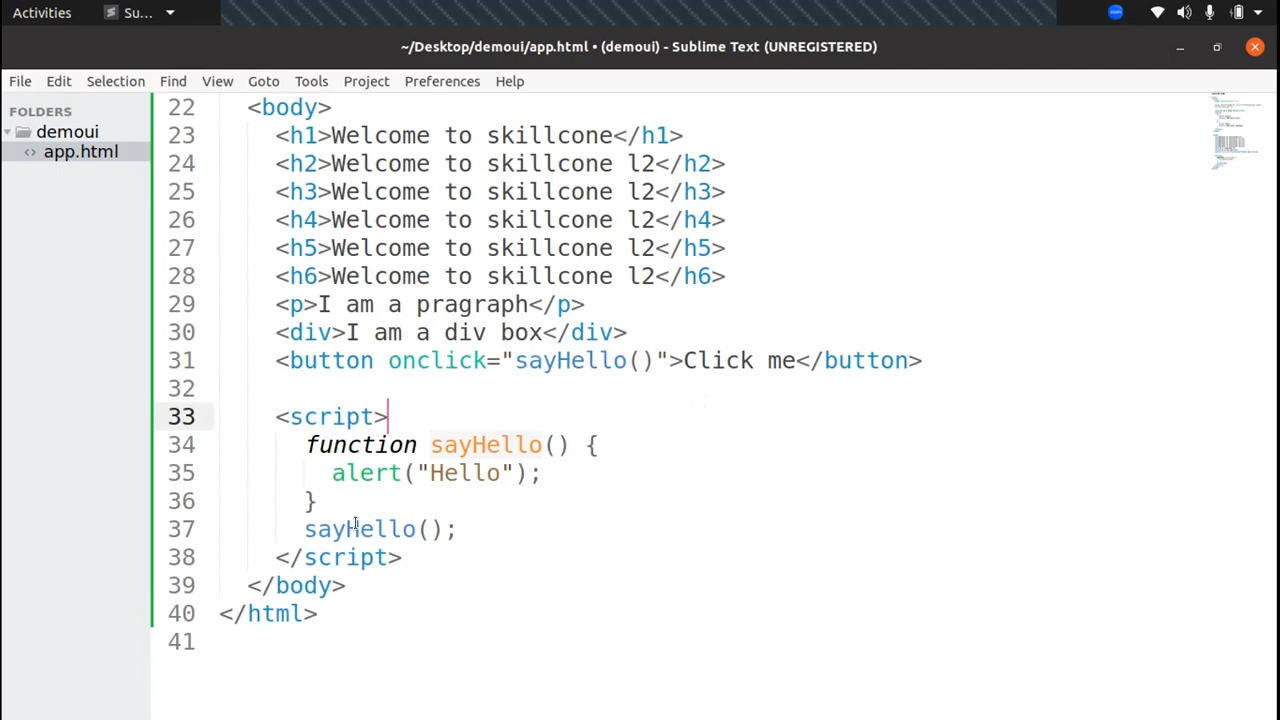 Activities Su...
~/Desktop/demoui/app.html • (demoui) - Sublime Text (UNREGISTERED)
File Edit Selection Find View Goto Tools Project Preferences Help
FOLDERS
demoui
app.html
22 <body>
23 <h1>Welcome to skillcone</h1>
24 <h2>Welcome to skillcone l2</h2>
25 <h3>Welcome to skillcone l2</h3>
26 <h4>Welcome to skillcone l2</h4>
27 <h5>Welcome to skillcone l2</h5>
28 <h6>Welcome to skillcone l2</h6>
29 <p>I am a pragraph</p>
30 <div>I am a div box</div>
31 <button onclick="sayHello()">Click me</button>
32
33 <script>
34 function sayHello() {
35 alert("Hello");
36 }
37 sayHello();
38 </script>
39 </body>
40 </html>
41